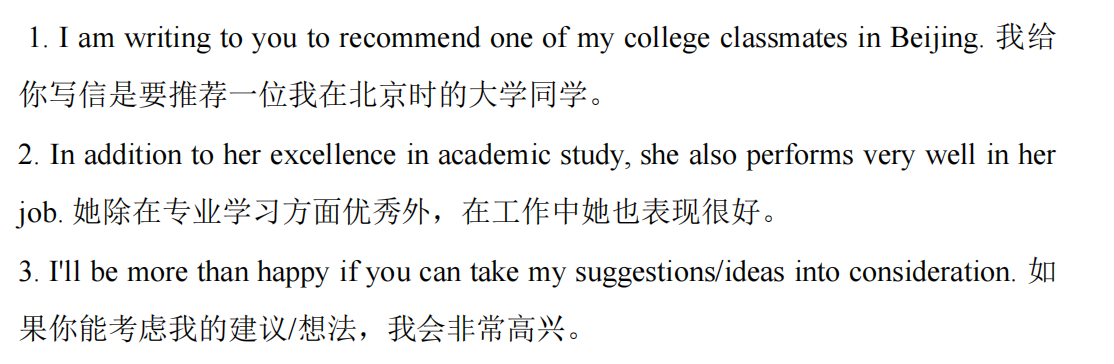 1. I am writing to you to recommend one of my college classmates in Beijing. 我给
你写信是要推荐一位我在北京时的大学同学。
2. In addition to her excellence in academic study, she also performs very well in her
job. 她除在专业学习方面优秀外，在工作中她也表现很好。
3. I'll be more than happy if you can take my suggestions/ideas into consideration. 如
果你能考虑我的建议/想法，我会非常高兴。